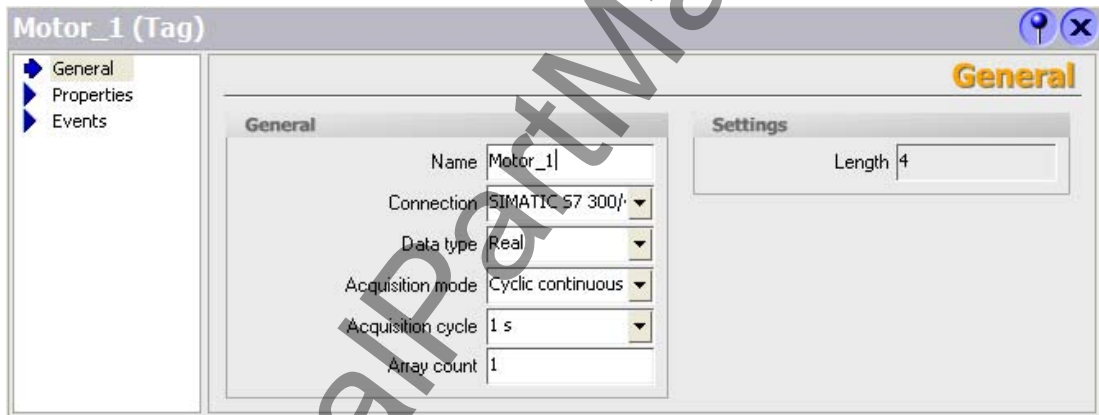 Motor_1 (Tag)
General
Properties
Events
General
General
Name Motor_1
Connection SIMATIC S7 300/
Data type Real
Acquisition mode Cyclic continuous
Acquisition cycle 1 s
Array count 1
Settings
Length 4